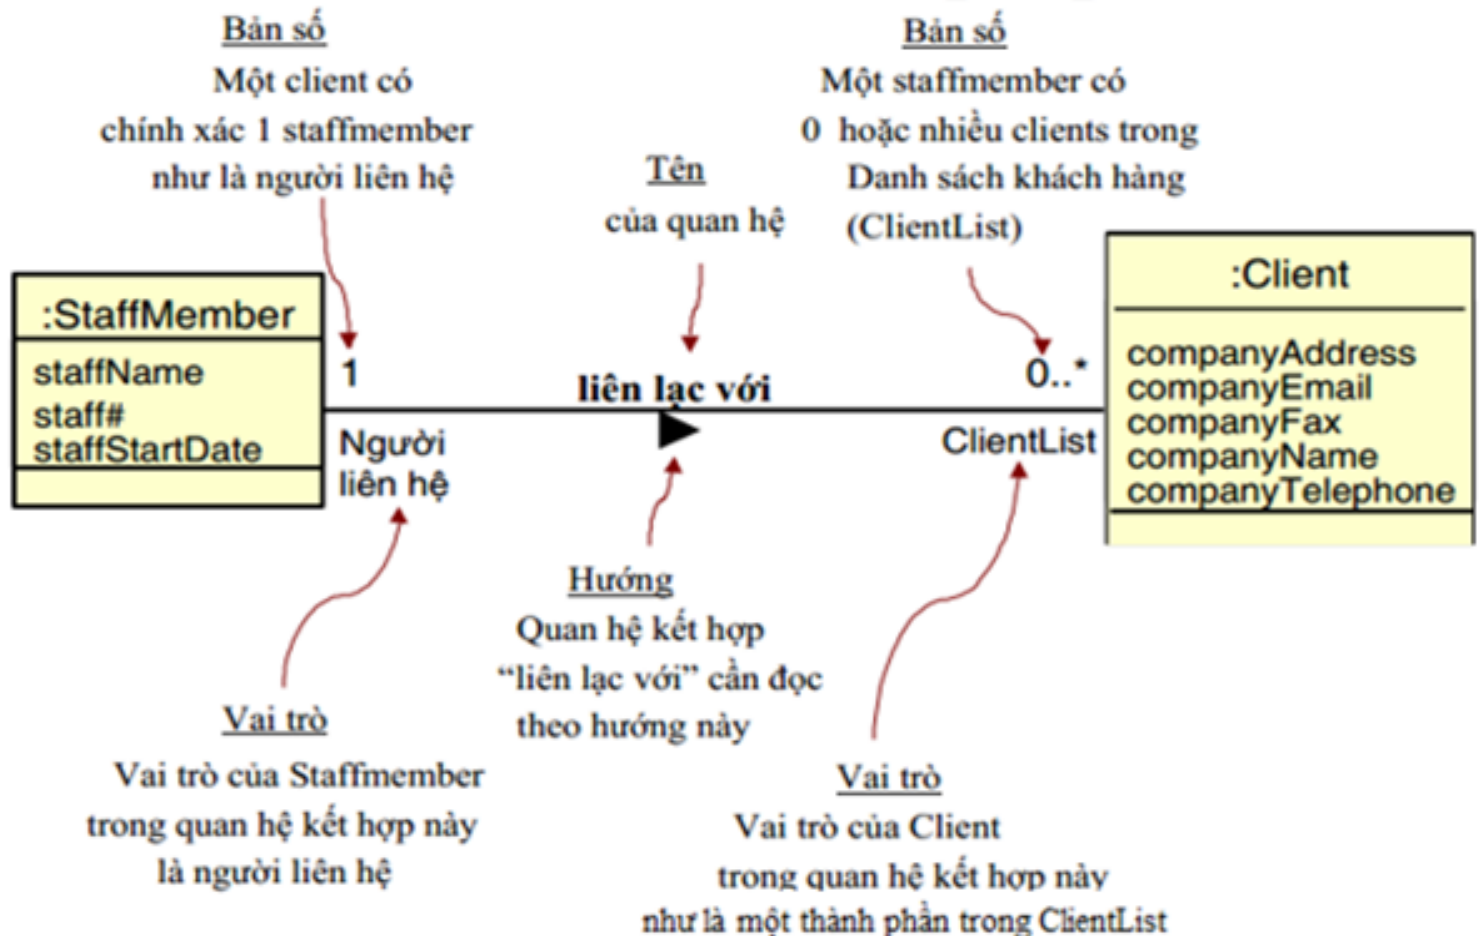 Bản số
Một client có
chính xác 1 staffmember
như là người liên hệ
Tên
của quan hệ
Bản số
Một staffmember có
0 hoặc nhiều clients trong
Danh sách khách hàng
(ClientList)
:StaffMember
staffName
staff#
staffStartDate
1
Người
liên hệ
liên lạc với
0..*
ClientList
:Client
companyAddress
companyEmail
companyFax
companyName
companyTelephone
Vai trò
Vai trò của Staffmember
trong quan hệ kết hợp này
là người liên hệ
Hướng
Quan hệ kết hợp
“liên lạc với” cần đọc
theo hướng này
Vai trò
Vai trò của Client
trong quan hệ kết hợp này
như là một thành phần trong ClientList